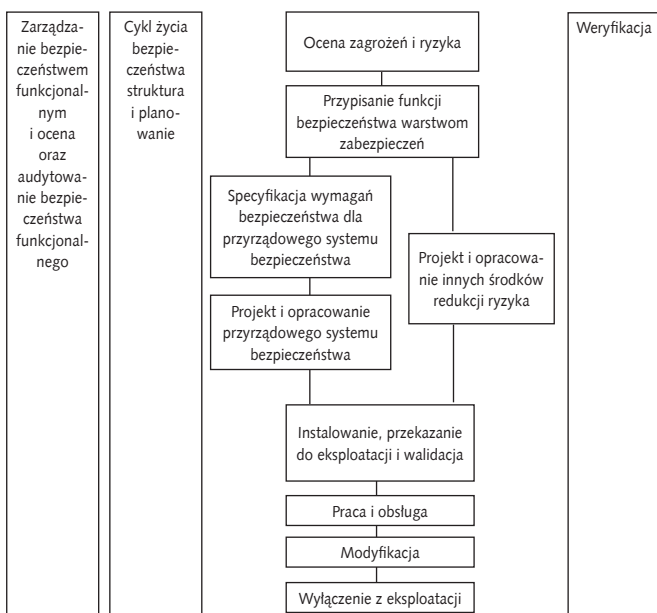 Zarządza-
nie bezpie-
czeństwem
funkcjonal-
nym
i ocena
oraz
audytowa-
nie bezpie-
czeństwa
funkcjonal-
nego
Cykl życia
bezpie-
czeństwa
struktura
i plano-
wanie
Ocena zagrożeń i ryzyka
Przypisanie funkcji
bezpieczeństwa warstwom
zabezpieczeń
Specyfikacja wymagań
bezpieczeństwa dla
przyrządowego systemu
bezpieczeństwa
Projekt i opracowa-
nie innych środków
redukcji ryzyka
Projekt i opracowanie
przyrządowego systemu
bezpieczeństwa
Instalowanie, przekazanie
do eksploatacji i walidacja
Praca i obsługa
Modyfikacja
Wyłączenie z eksploatacji
Weryfikacja